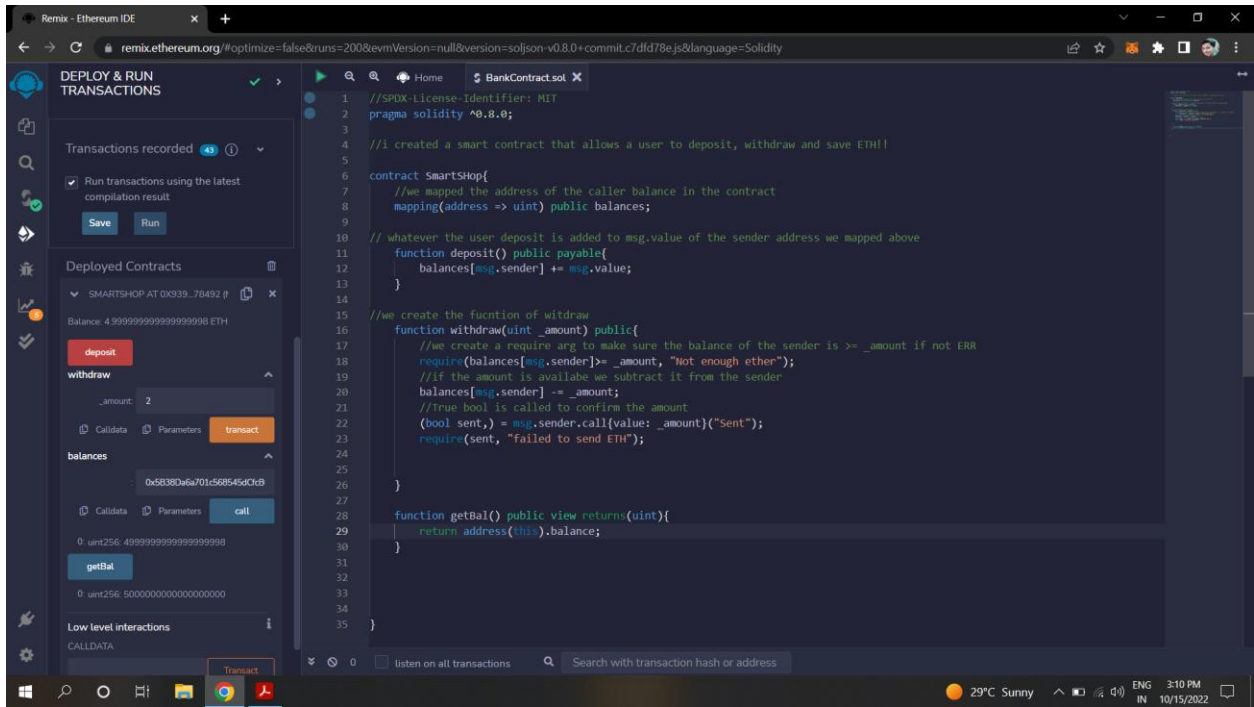 Remix - Ethereum IDE
remix.ethereum.org/#optimize=false&runs=200&evmVersion=null&version=soljson-v0.8.0+commit.c7dfd78e.js&language=Solidity
DEPLOY & RUN
TRANSACTIONS
Transactions recorded 43 i
Run transactions using the latest
compilation result
Save Run
Deployed Contracts
SMARTSHOP AT 0X939...78492 (
Balance: 4.999999999999999998 ETH
deposit
withdraw
_amount: 2
Calldata Parameters transact
balances
: 0x5B38Da6a701c568545dCfcB
Calldata Parameters call
0: uint256: 4999999999999999998
getBal
0: uint256: 5000000000000000000
Low level interactions i
CALLDATA
Transact
Home BankContract.sol
1 //SPDX-License-Identifier: MIT
2 pragma solidity ^0.8.0;
3
4 //i created a smart contract that allows a user to deposit, withdraw and save ETH!!
5
6 contract SmartSHop{
7 //we mapped the address of the caller balance in the contract
8 mapping(address => uint) public balances;
9
10 // whatever the user deposit is added to msg.value of the sender address we mapped above
11 function deposit() public payable{
12 balances[msg.sender] += msg.value;
13 }
14
15 //we create the fucntion of witdraw
16 function withdraw(uint _amount) public{
17 //we create a require arg to make sure the balance of the sender is >= _amount if not ERR
18 require(balances[msg.sender]>= _amount, "Not enough ether");
19 //if the amount is availabe we subtract it from the sender
20 balances[msg.sender] -= _amount;
21 //True bool is called to confirm the amount
22 (bool sent,) = msg.sender.call{value: _amount}("Sent");
23 require(sent, "failed to send ETH");
24
25
26 }
27
28 function getBal() public view returns(uint){
29 return address(this).balance;
30 }
31
32
33
34
35 }
0 listen on all transactions Search with transaction hash or address
29°C Sunny
ENG
IN
3:10 PM
10/15/2022